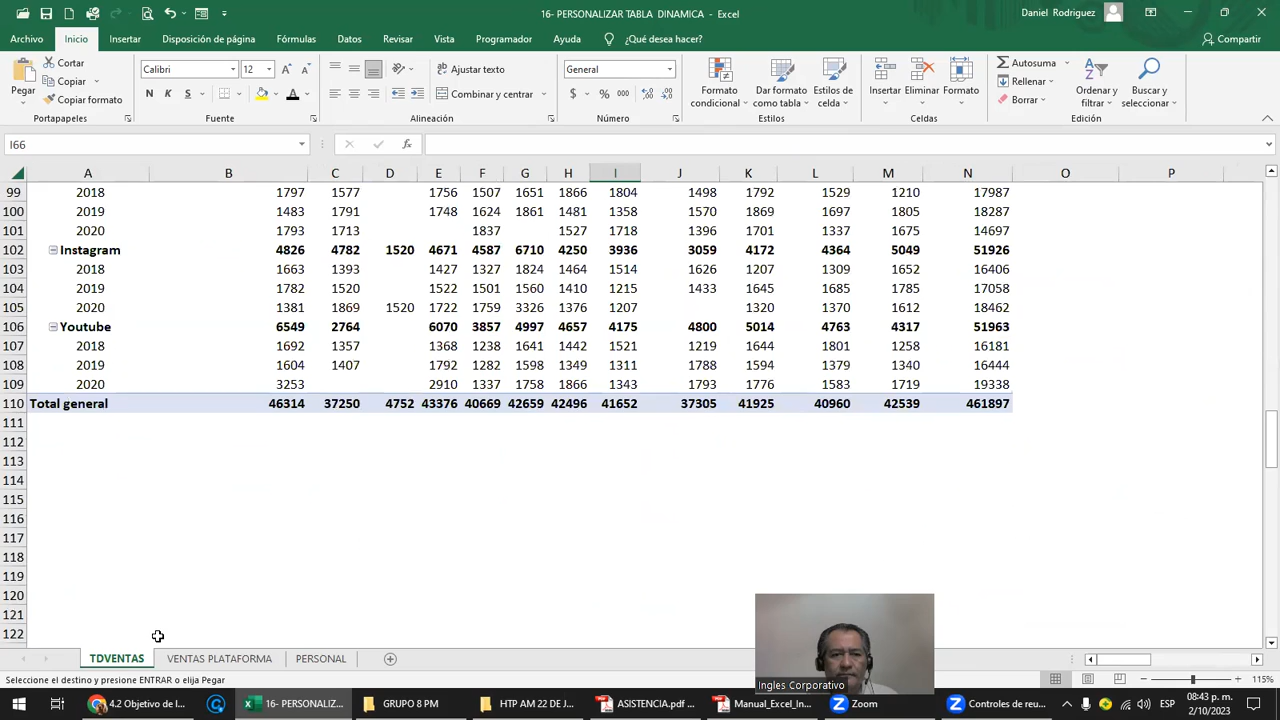 16- PERSONALIZAR TABLA DINAMICA - Excel
Daniel Rodriguez
Archivo Inicio Insertar Disposición de página Fórmulas Datos Revisar Vista Programador Ayuda ¿Qué desea hacer? Compartir
Pegar Cortar Copiar Copiar formato
Calibri 12
N K S A
Ajustar texto
Combinar y centrar
General
$ % 000
Formato condicional
Dar formato como tabla
Estilos de celda
Insertar Eliminar Formato
Autosuma
Rellenar
Borrar
Ordenar y filtrar
Buscar y seleccionar
Portapapeles Fuente Alineación Número Estilos Celdas Edición
I66 fx
A B C D E F G H I J K L M N O P
99 2018 1797 1577 1756 1507 1651 1866 1804 1498 1792 1529 1210 17987
100 2019 1483 1791 1748 1624 1861 1481 1358 1570 1869 1697 1805 18287
101 2020 1793 1713 1837 1527 1718 1396 1701 1337 1675 14697
102 Instagram 4826 4782 1520 4671 4587 6710 4250 3936 3059 4172 4364 5049 51926
103 2018 1663 1393 1427 1327 1824 1464 1514 1626 1207 1309 1652 16406
104 2019 1782 1520 1522 1501 1560 1410 1215 1433 1645 1685 1785 17058
105 2020 1381 1869 1520 1722 1759 3326 1376 1207 1320 1370 1612 18462
106 Youtube 6549 2764 6070 3857 4997 4657 4175 4800 5014 4763 4317 51963
107 2018 1692 1357 1368 1238 1641 1442 1521 1219 1644 1801 1258 16181
108 2019 1604 1407 1792 1282 1598 1349 1311 1788 1594 1379 1340 16444
109 2020 3253 2910 1337 1758 1866 1343 1793 1776 1583 1719 19338
110 Total general 46314 37250 4752 43376 40669 42659 42496 41652 37305 41925 40960 42539 461897
111
112
113
114
115
116
117
118
119
120
121
122
Ingles Corporativo
TDVENTAS VENTAS PLATAFORMA PERSONAL
Seleccione el destino y presione ENTRAR o elija Pegar
115%
4.2 Objetivo de l... 16- PERSONALIZ... GRUPO 8 PM HTP AM 22 DE J... ASISTENCIA.pdf ... Manual_Excel_In... Zoom Controles de reu...
ESP
08:43 p. m.
2/10/2023